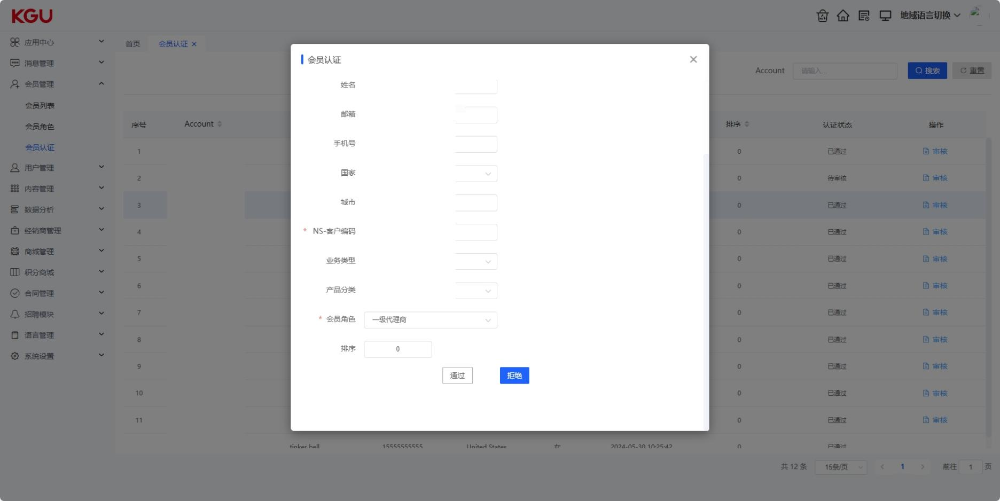 KGU
地域语言切换
应用中心
消息管理
会员管理
会员列表
会员角色
会员认证
用户管理
内容管理
数据分析
经销商管理
商城管理
积分商城
合同管理
招聘模块
语言管理
系统设置
首页 会员认证
Account 请输入... 搜索 重置
序号 Account 排序 认证状态 操作
1 0 已通过 审核
2 0 待审核 审核
3 0 已通过 审核
4 0 已通过 审核
5 0 已通过 审核
6 0 已通过 审核
7 0 已通过 审核
8 0 已通过 审核
9 0 已通过 审核
10 0 已通过 审核
11 0 已通过 审核
tinker bell 15555555555 United States 女 2024-05-30 10:25:42 0 已通过
共 12 条 15条/页 1 前往 1 页
会员认证
姓名
邮箱
手机号
国家
城市
* NS-客户编码
业务类型
产品分类
* 会员角色 一级代理商
排序 0
通过 拒绝